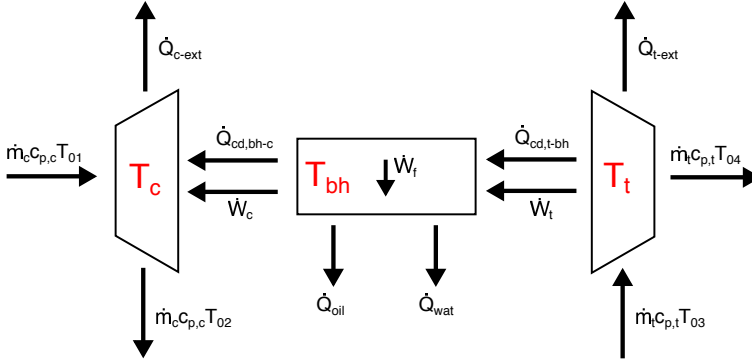 Q̇c-ext
Q̇t-ext
ṁccp,cT01
Tc
Q̇cd,bh-c
Ẇc
Tbh
Ẇf
Q̇cd,t-bh
Ẇt
Tt
ṁtcp,tT04
ṁccp,cT02
Q̇oil
Q̇wat
ṁtcp,tT03